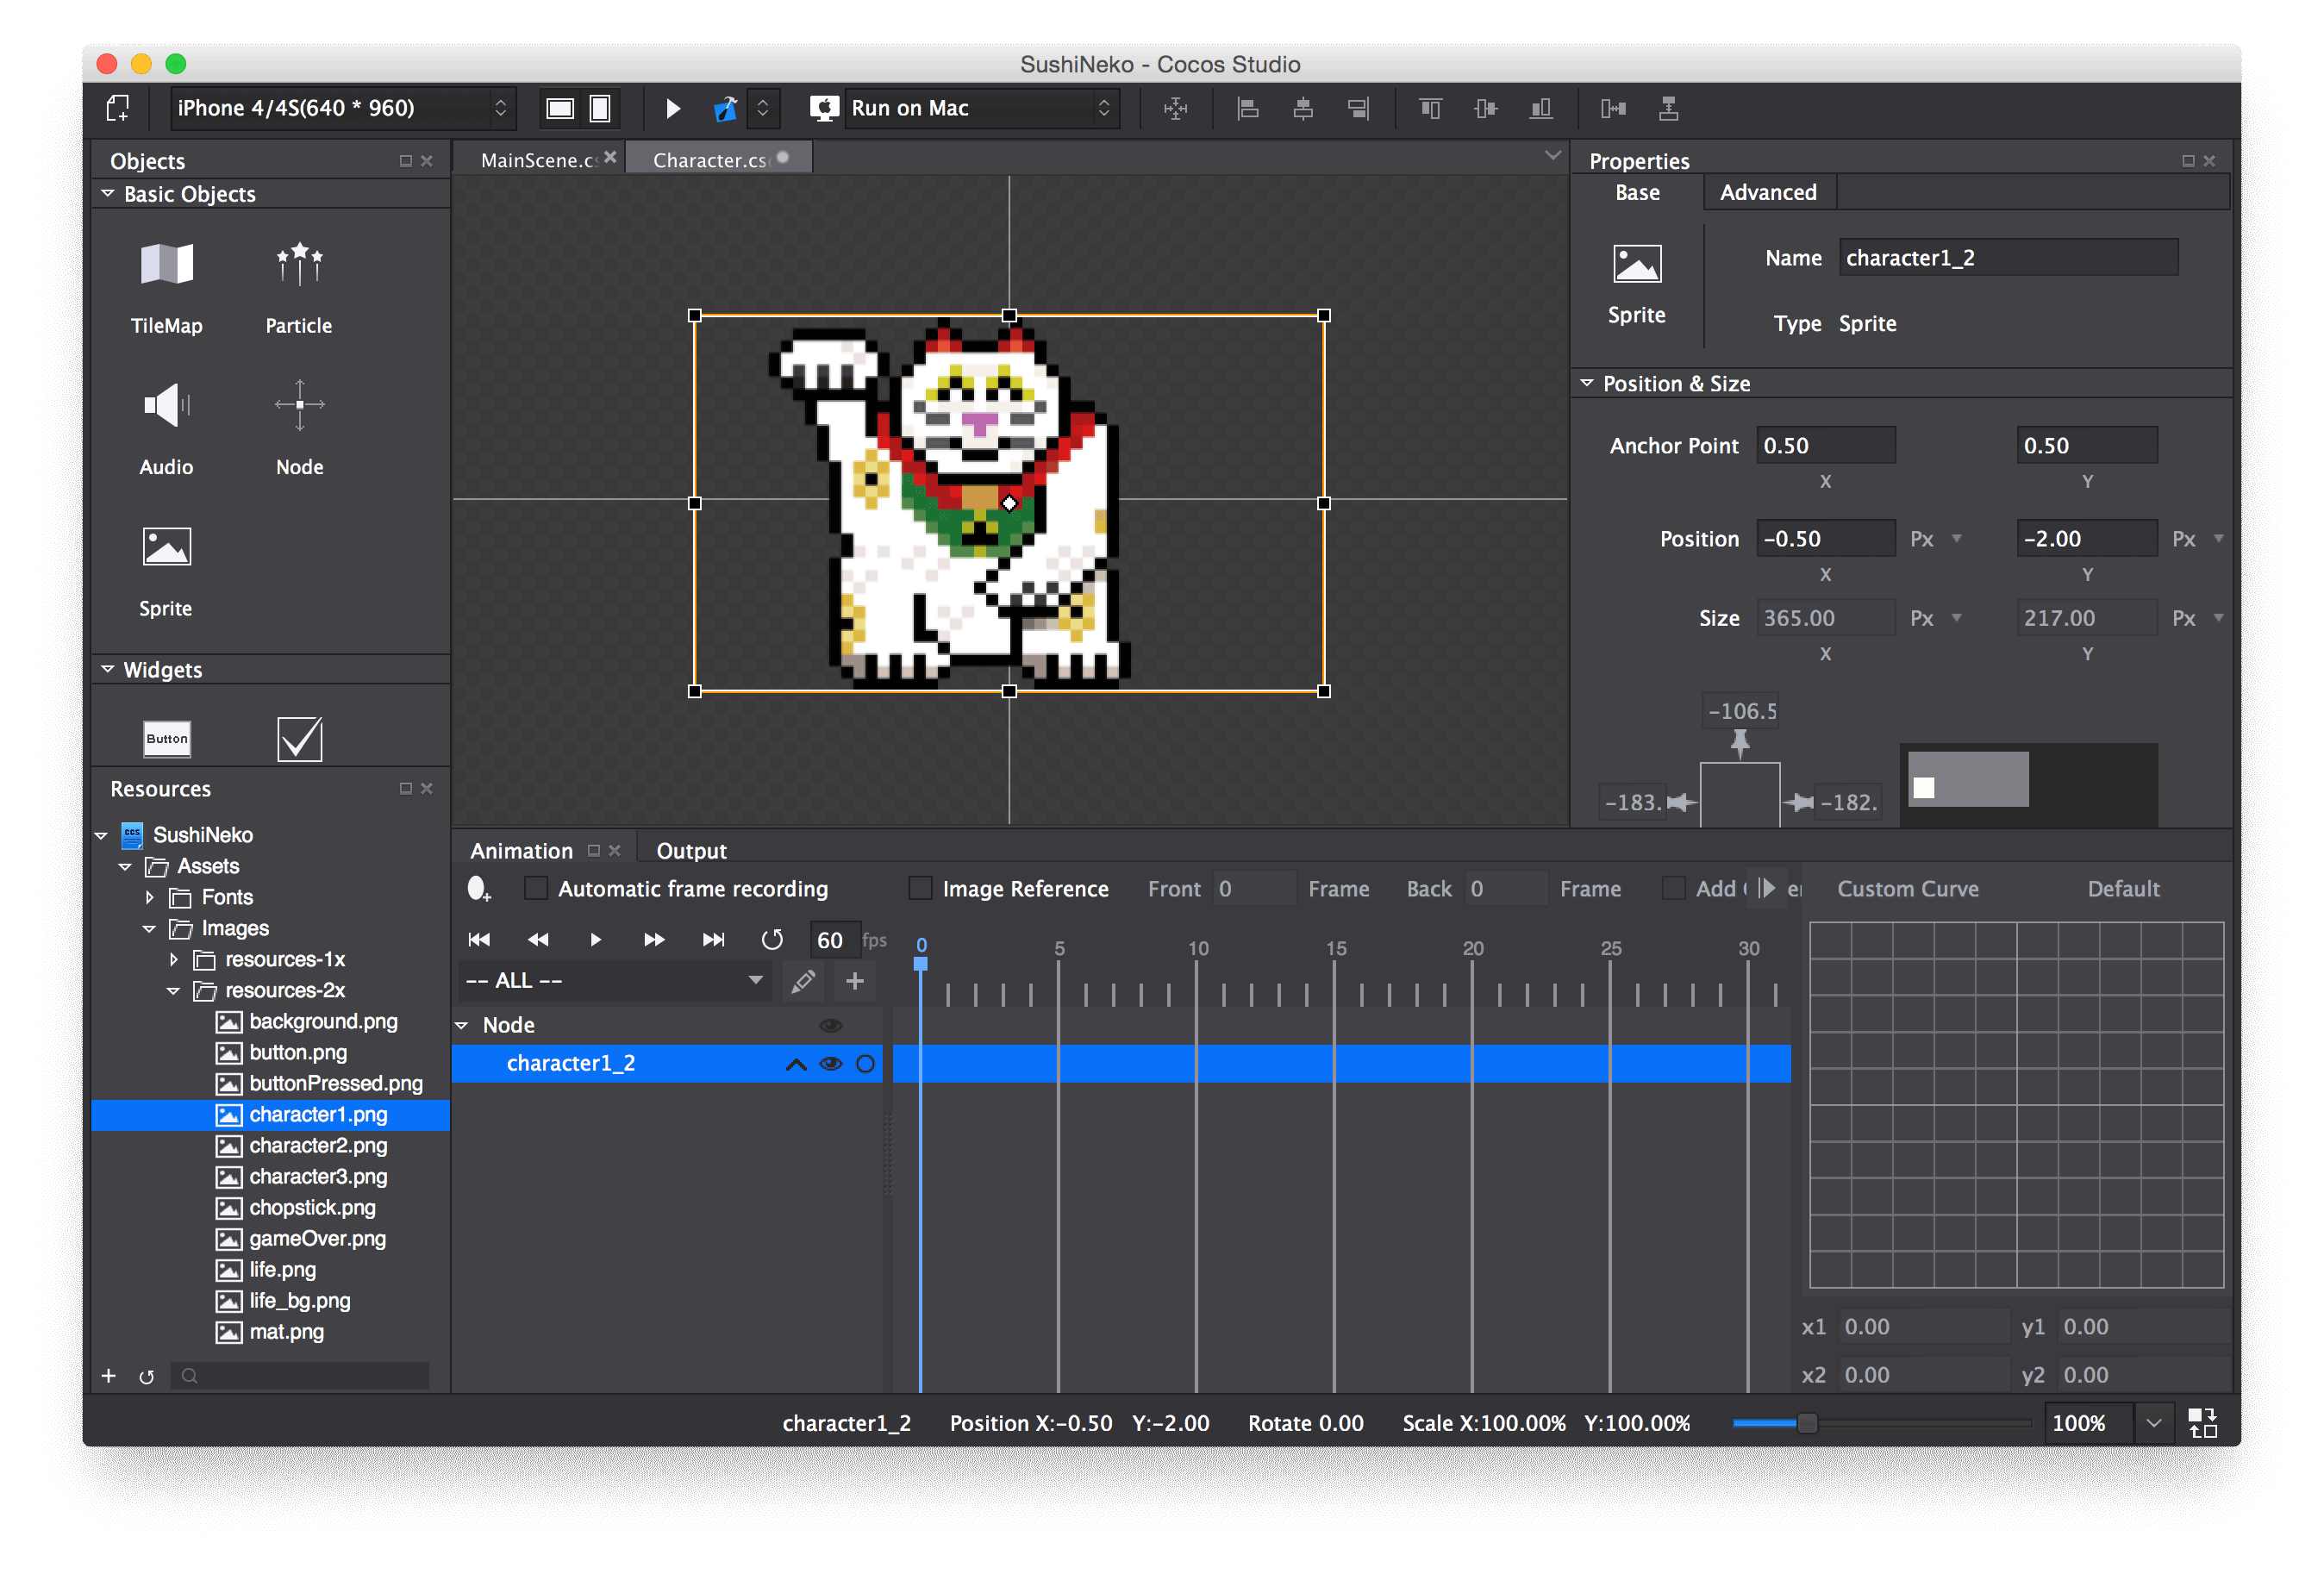 SushiNeko - Cocos Studio
iPhone 4/4S(640 * 960)
Run on Mac
Objects
Basic Objects
TileMap
Particle
Audio
Node
Sprite
Widgets
Button
Resources
SushiNeko
Assets
Fonts
Images
resources-1x
resources-2x
background.png
button.png
buttonPressed.png
character1.png
character2.png
character3.png
chopstick.png
gameOver.png
life.png
life_bg.png
mat.png
MainScene.cs
Character.cs
Properties
Base
Advanced
Sprite
Name character1_2
Type Sprite
Position & Size
Anchor Point 0.50 0.50
X Y
Position -0.50 Px -2.00 Px
X Y
Size 365.00 Px 217.00 Px
X Y
-106.5
-183. -182.
Animation
Output
Automatic frame recording
Image Reference
Front 0 Frame
Back 0 Frame
Add
Custom Curve
Default
60 fps
0 5 10 15 20 25 30
-- ALL --
Node
character1_2
x1 0.00 y1 0.00
x2 0.00 y2 0.00
character1_2 Position X:-0.50 Y:-2.00 Rotate 0.00 Scale X:100.00% Y:100.00% 100%